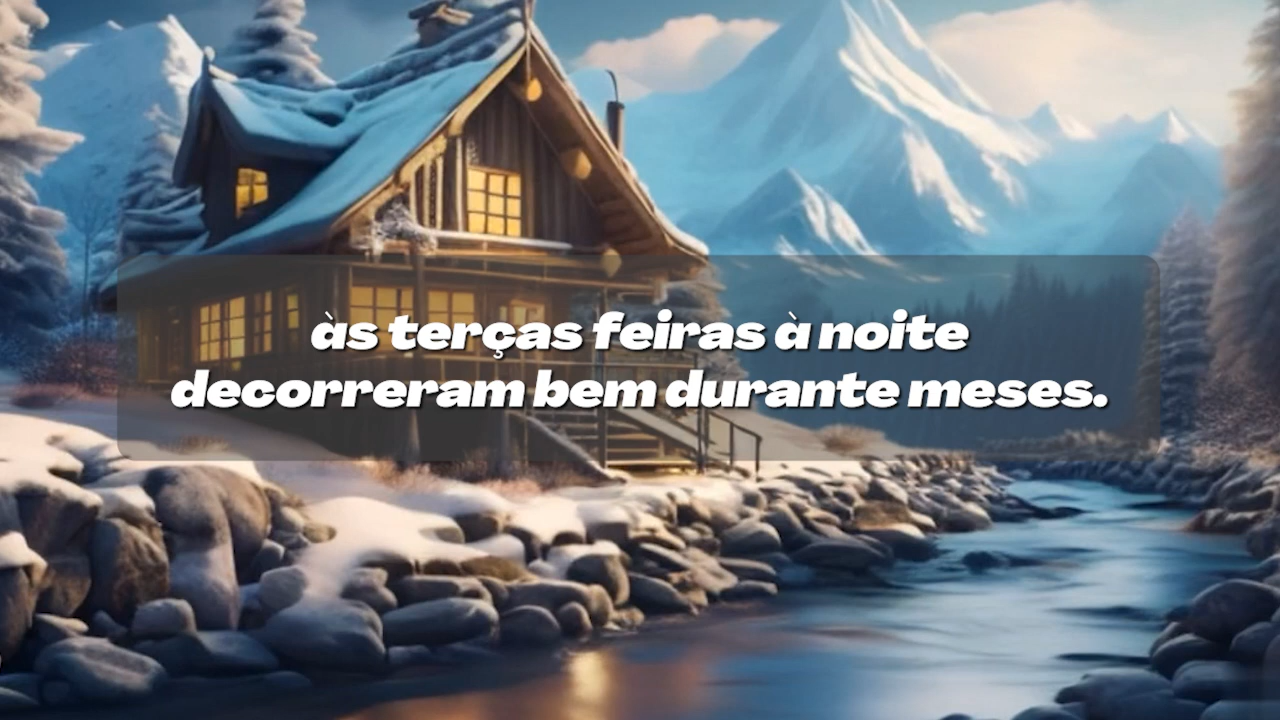 às terças feiras à noite
decorreram bem durante meses.